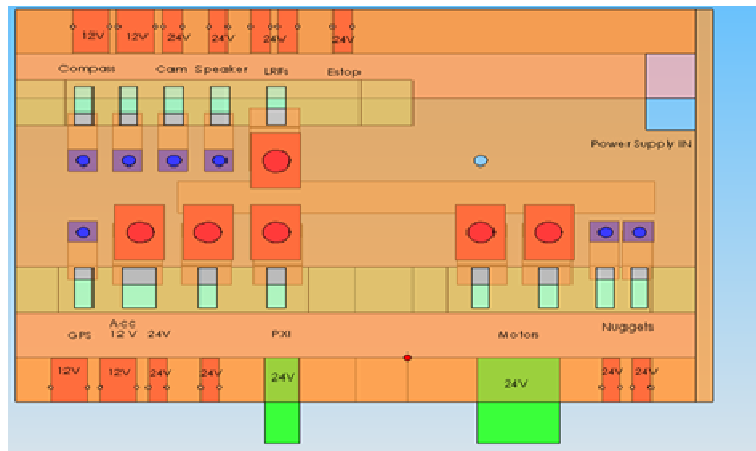 12V 12V 24V 24V 24V 24V
Compass Cam Speaker LRIFs Estop
Power Supply IN
GPS Acc 12V 24V PXI Motors Nuggets
12V 12V 24V 24V 24V 24V 24V 24V